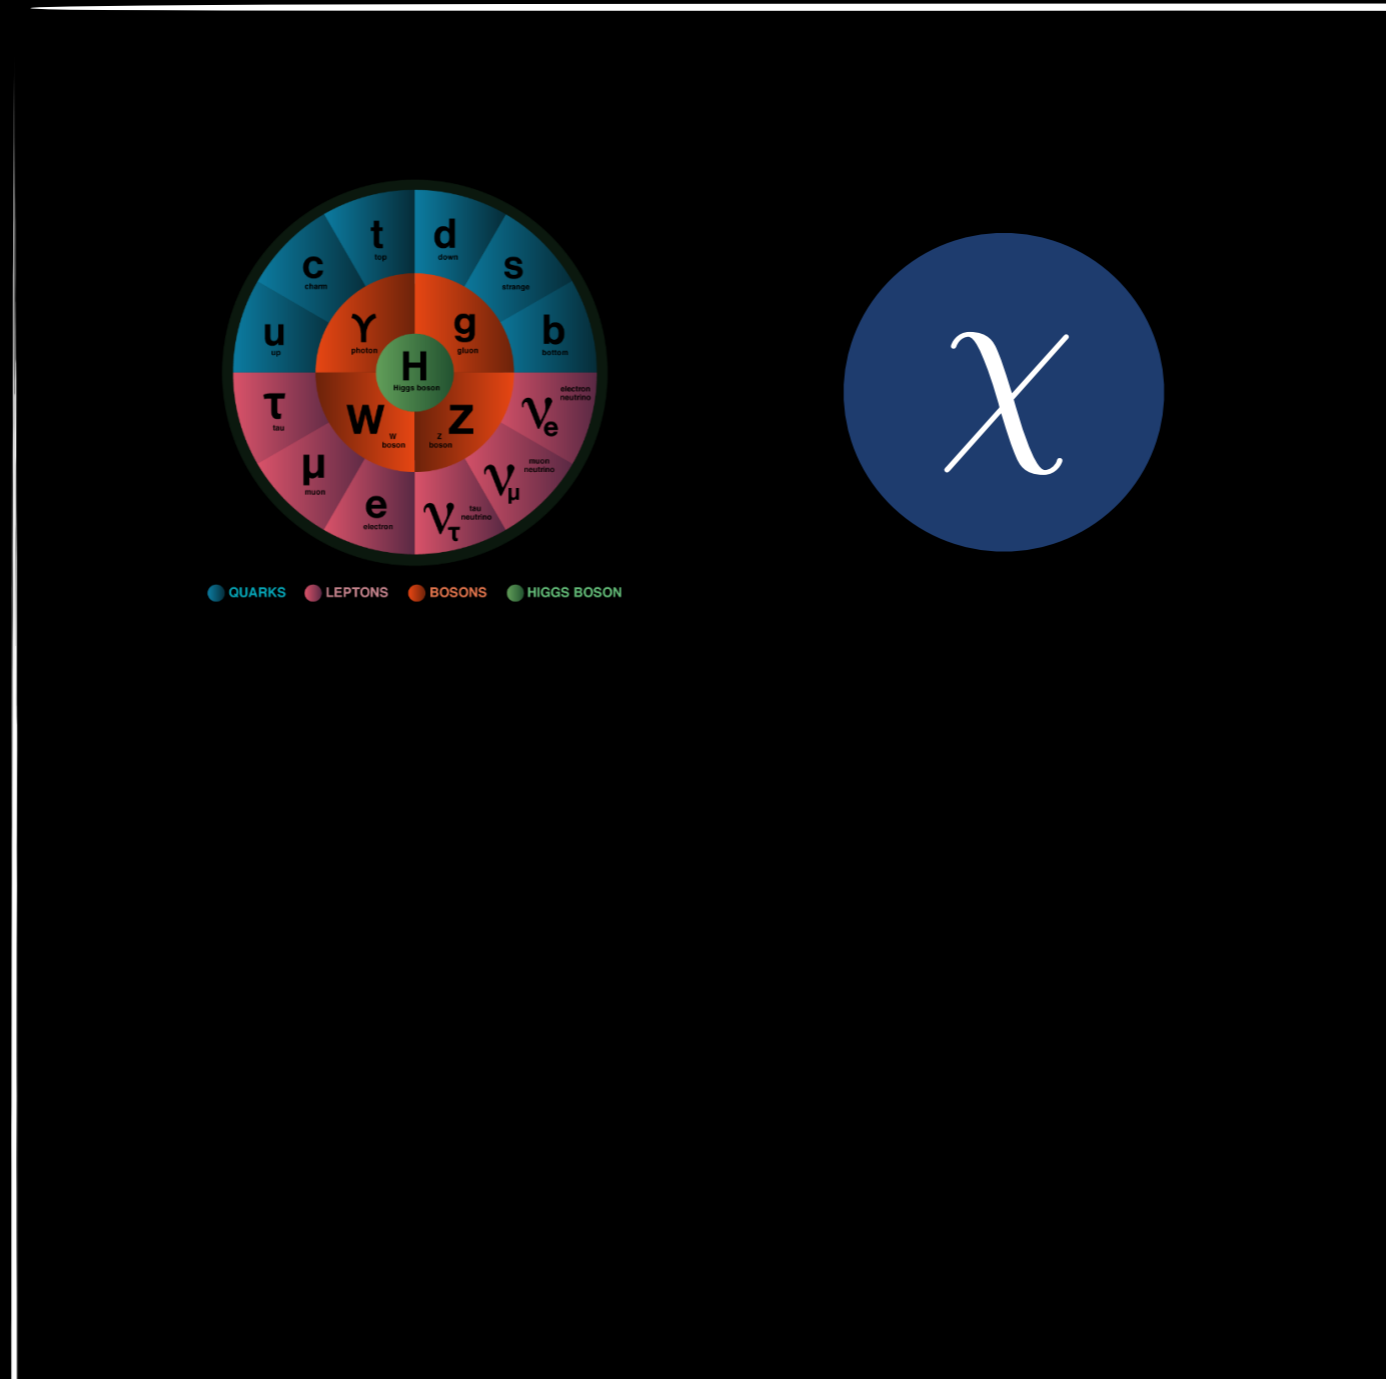 t
top
d
down
c
charm
s
strange
u
up
b
bottom
γ
photon
g
gluon
H
Higgs boson
τ
tau
W
W
boson
Z
Z
boson
νe
electron
neutrino
μ
muon
νμ
muon
neutrino
e
electron
ντ
tau
neutrino
QUARKS LEPTONS BOSONS HIGGS BOSON
χ